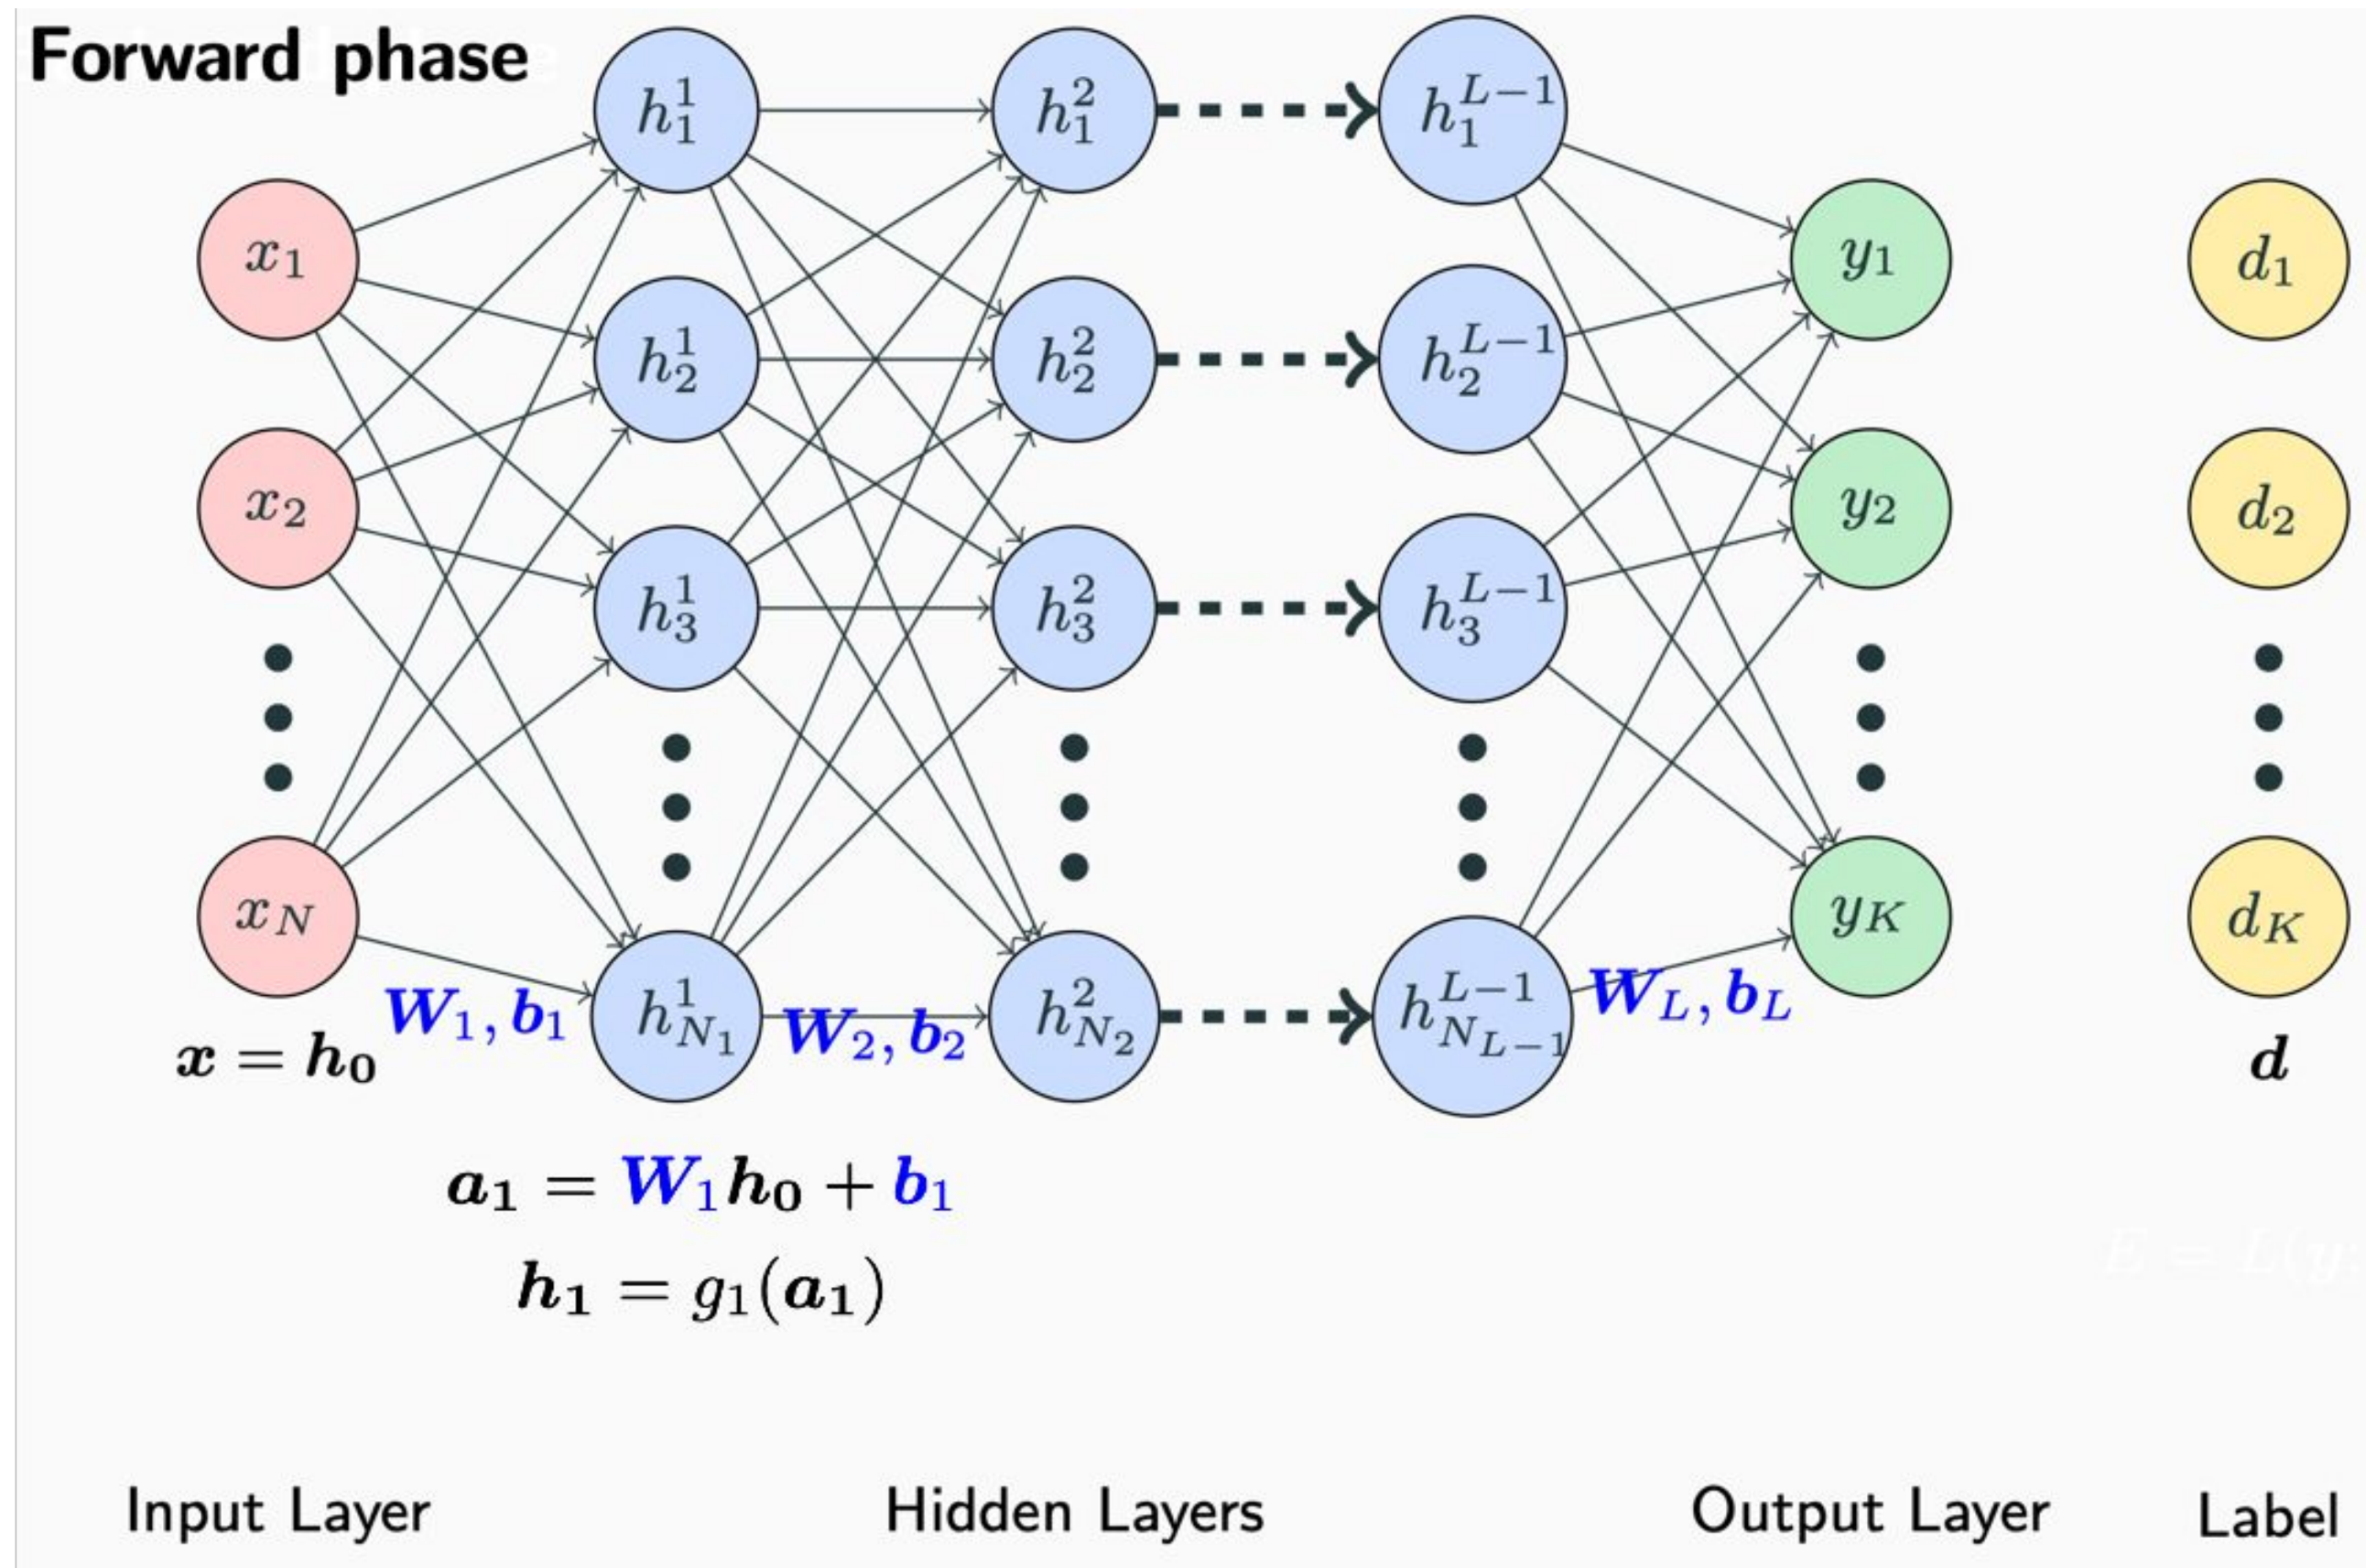 Forward phase
h_1^1 h_1^2 h_1^{L-1}
x_1 y_1 d_1
h_2^1 h_2^2 h_2^{L-1}
x_2 y_2 d_2
h_3^1 h_3^2 h_3^{L-1}
x_N y_K d_K
h_{N_1}^1 h_{N_2}^2 h_{N_{L-1}}^{L-1}
W_1, b_1 W_2, b_2 W_L, b_L
x = h_0 d
a_1 = W_1 h_0 + b_1
h_1 = g_1(a_1)
Input Layer Hidden Layers Output Layer Label